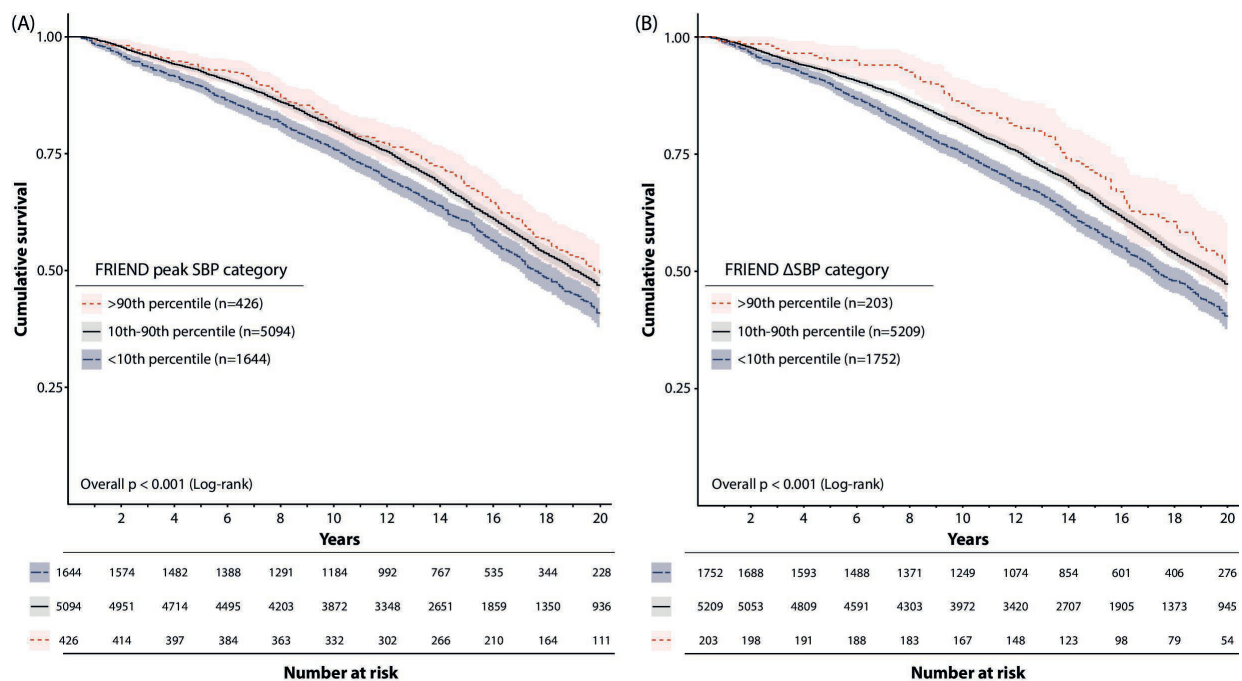 (A)
1.00
0.75
0.50
0.25
Cumulative survival
FRIEND peak SBP category
>90th percentile (n=426)
10th-90th percentile (n=5094)
<10th percentile (n=1644)
Overall p < 0.001 (Log-rank)
2 4 6 8 10 12 14 16 18 20
Years
1644 1574 1482 1388 1291 1184 992 767 535 344 228
5094 4951 4714 4495 4203 3872 3348 2651 1859 1350 936
426 414 397 384 363 332 302 266 210 164 111
Number at risk
(B)
1.00
0.75
0.50
0.25
Cumulative survival
FRIEND ΔSBP category
>90th percentile (n=203)
10th-90th percentile (n=5209)
<10th percentile (n=1752)
Overall p < 0.001 (Log-rank)
2 4 6 8 10 12 14 16 18 20
Years
1752 1688 1593 1488 1371 1249 1074 854 601 406 276
5209 5053 4809 4591 4303 3972 3420 2707 1905 1373 945
203 198 191 188 183 167 148 123 98 79 54
Number at risk